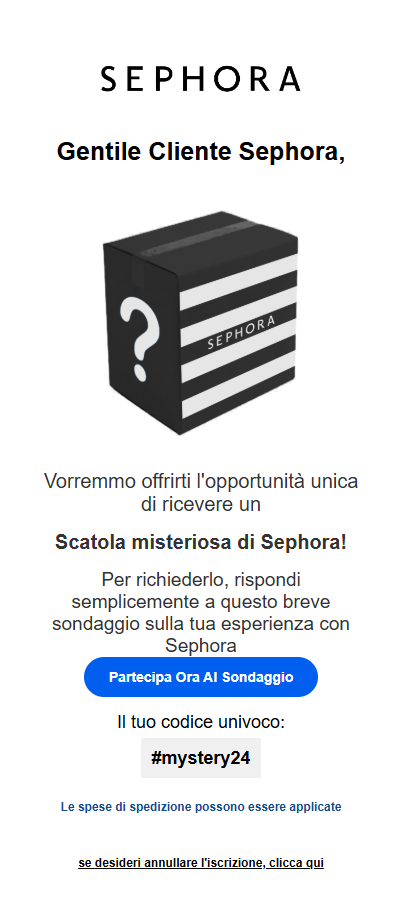 SEPHORA
Gentile Cliente Sephora,
?
SEPHORA
Vorremmo offrirti l'opportunità unica
di ricevere un
Scatola misteriosa di Sephora!
Per richiederlo, rispondi
semplicemente a questo breve
sondaggio sulla tua esperienza con
Sephora
Partecipa Ora Al Sondaggio
Il tuo codice univoco:
#mystery24
Le spese di spedizione possono essere applicate
se desideri annullare l'iscrizione, clicca qui